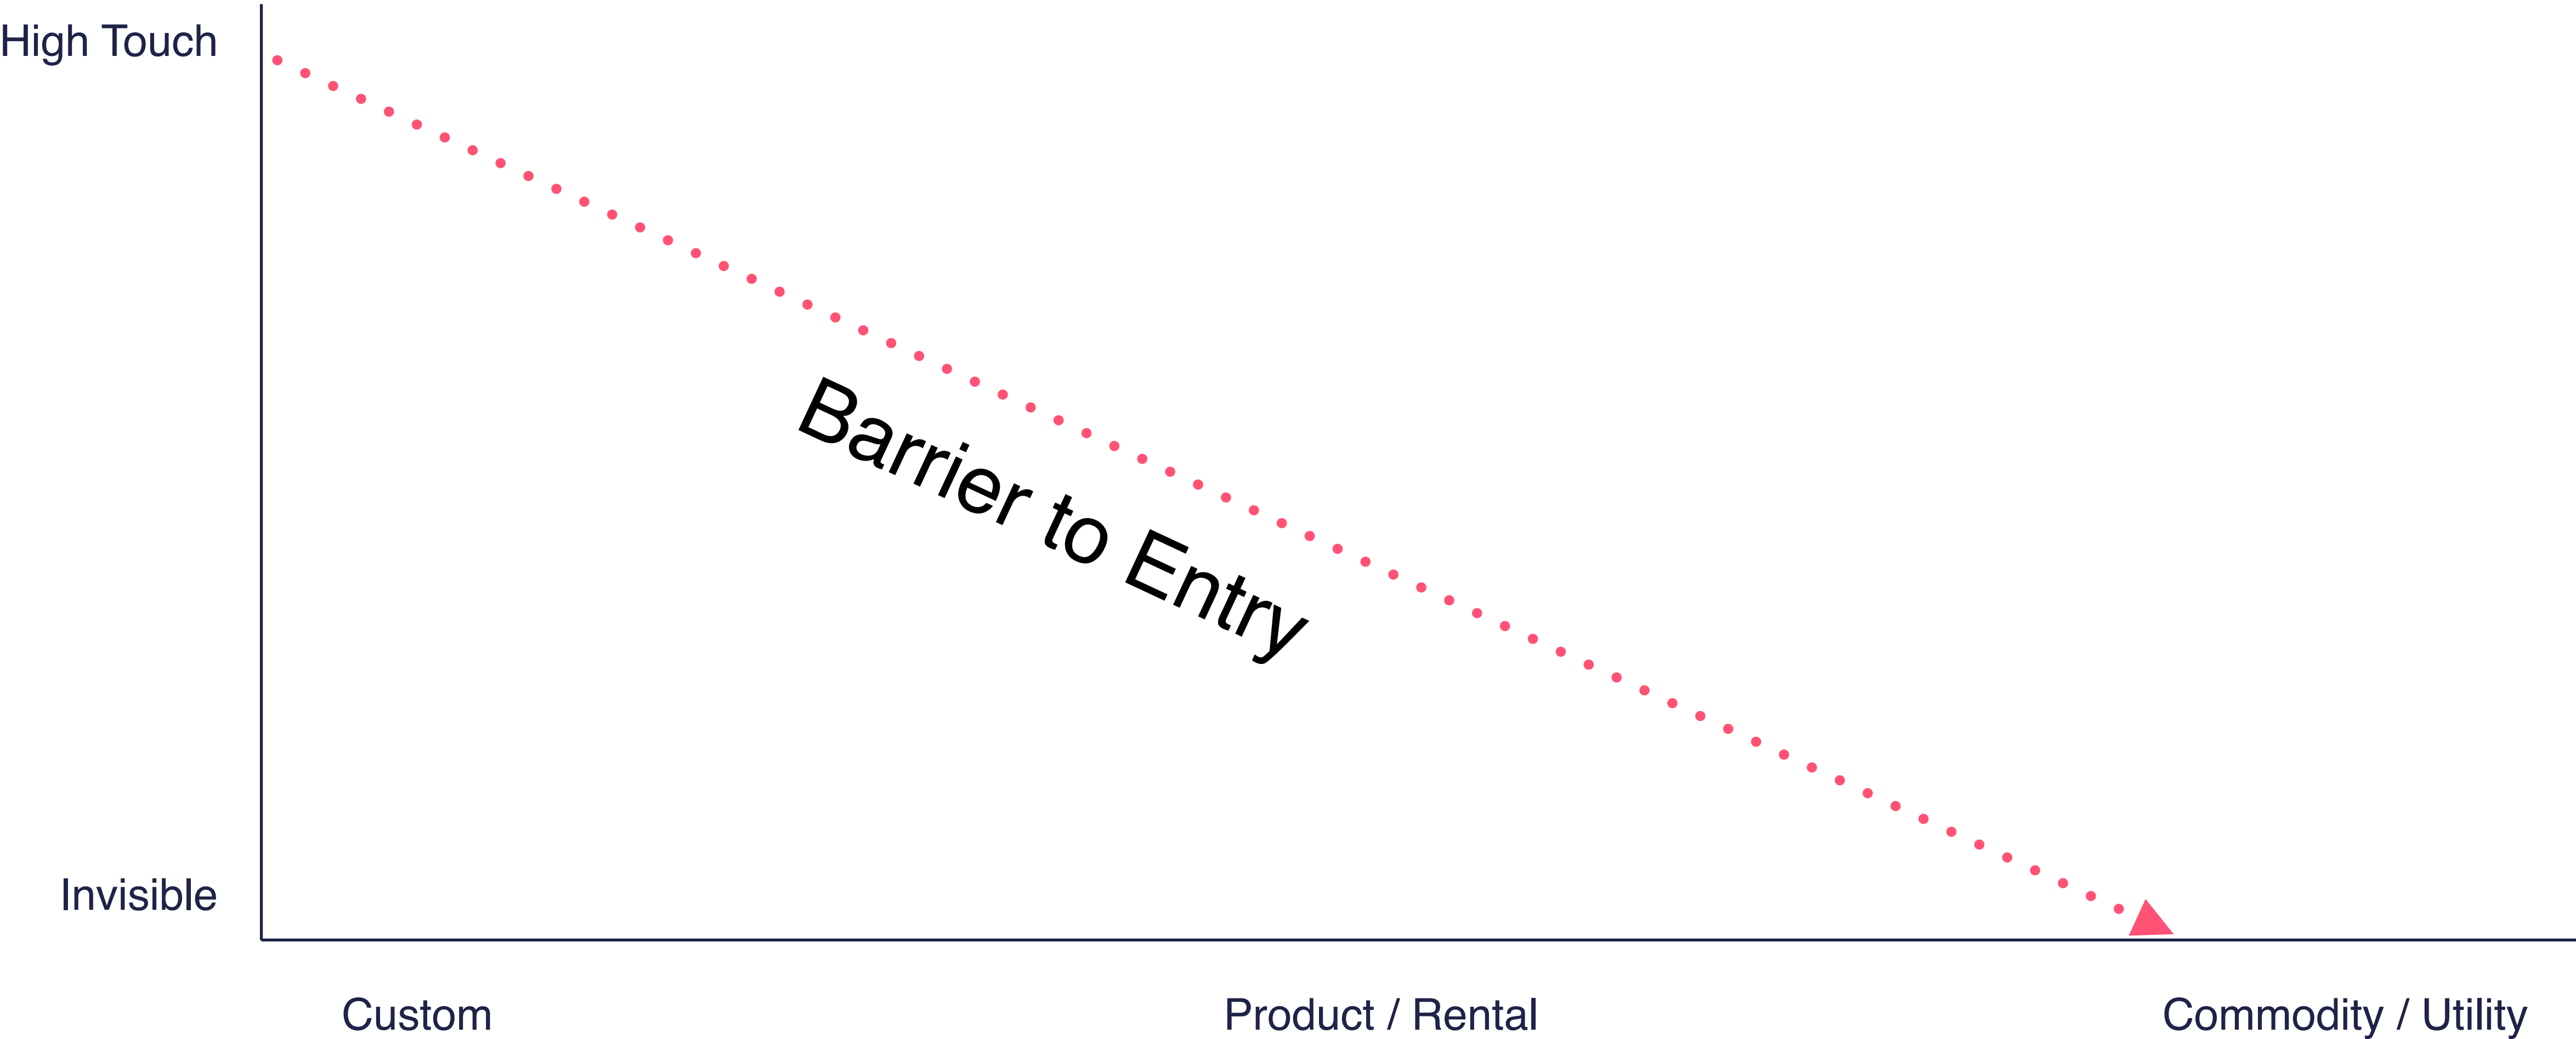 High Touch
Barrier to Entry
Invisible
Custom
Product / Rental
Commodity / Utility